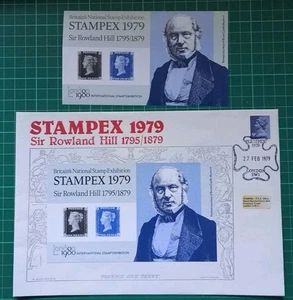 Britain's National Stamp Exhibition
STAMPEX 1979
Sir Rowland Hill 1795/1879
LONDON
1980
INTERNATIONAL STAMP EXHIBITION
STAMPEX 1979
Sir Rowland Hill 1795/1879
Britain's National Stamp Exhibition
STAMPEX 1979
Sir Rowland Hill 1795/1879
LONDON
1980
INTERNATIONAL STAMP EXHIBITION
27 FEB 1979
LONDON